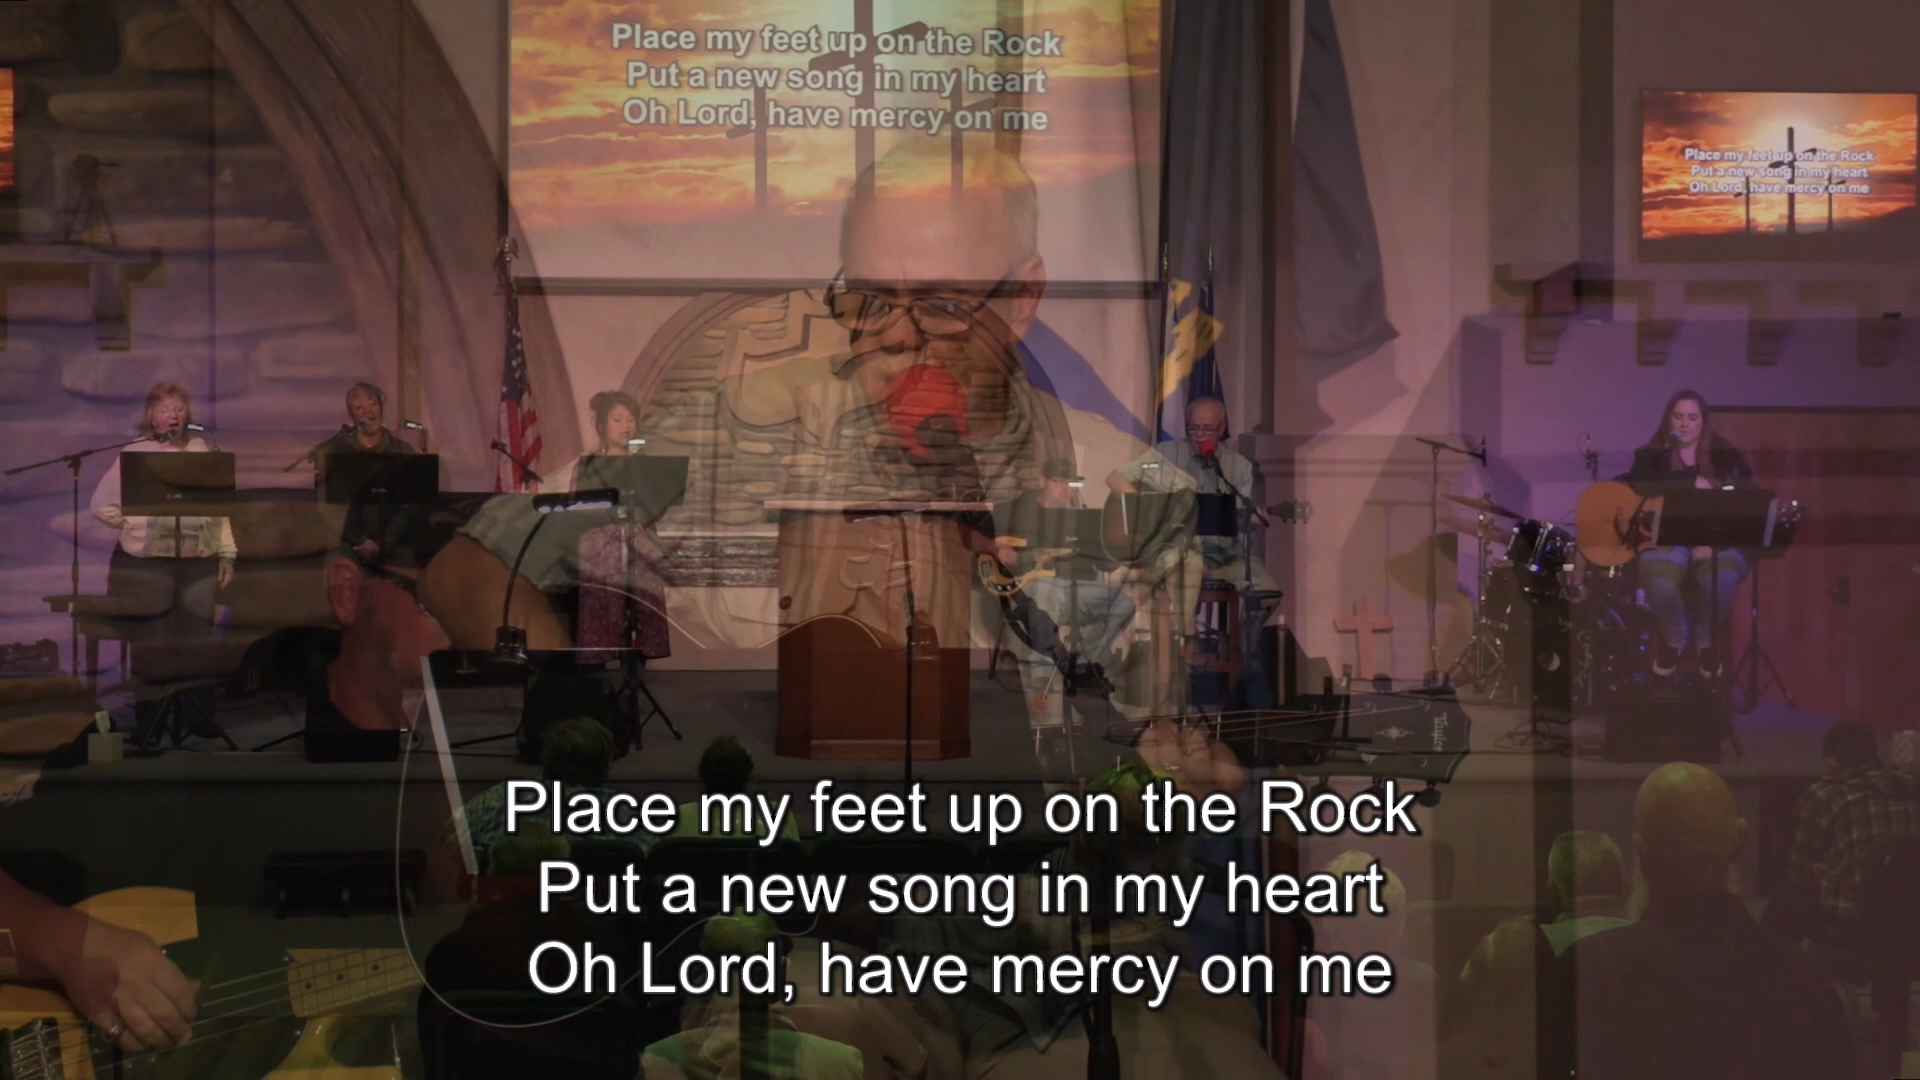 Place my feet up on the Rock
Put a new song in my heart
Oh Lord, have mercy on me
Place my feet up on the Rock
Put a new song in my heart
Oh Lord, have mercy on me
Taylor
Place my feet up on the Rock
Put a new song in my heart
Oh Lord, have mercy on me